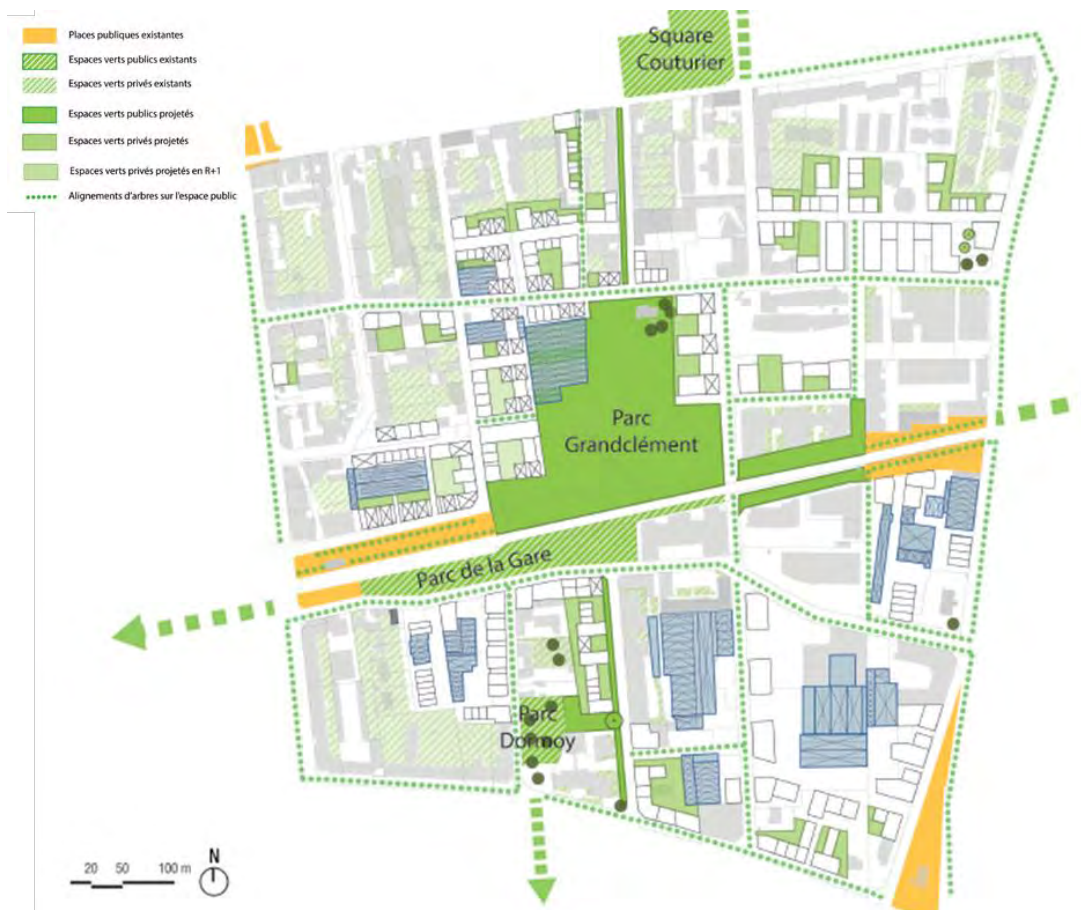 Places publiques existantes
Espaces verts publics existants
Espaces verts privés existants
Espaces verts publics projetés
Espaces verts privés projetés
Espaces verts privés projetés en R+1
Alignements d'arbres sur l'espace public
Square
Couturier
Parc
Grandclément
Parc de la Gare
Parc
Dormoy
20 50 100 m
N